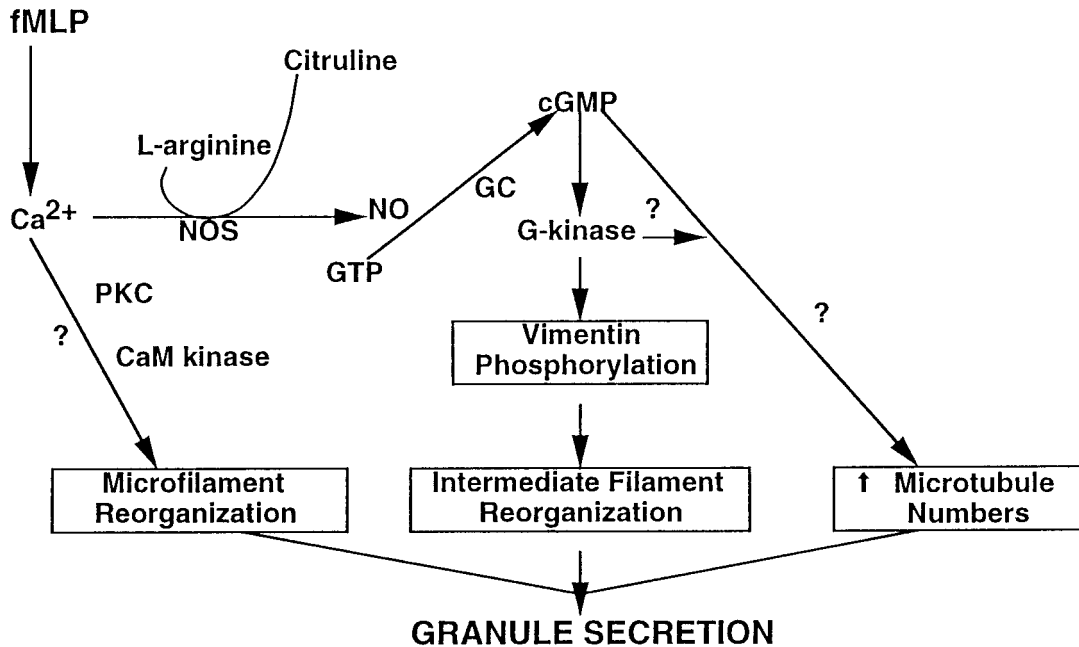 fMLP
Citruline
cGMP
L-arginine
GC
Ca2+
NOS
NO
?
G-kinase
GTP
PKC
?
CaM kinase
?
Vimentin
Phosphorylation
Microfilament
Reorganization
Intermediate Filament
Reorganization
↑ Microtubule
Numbers
GRANULE SECRETION